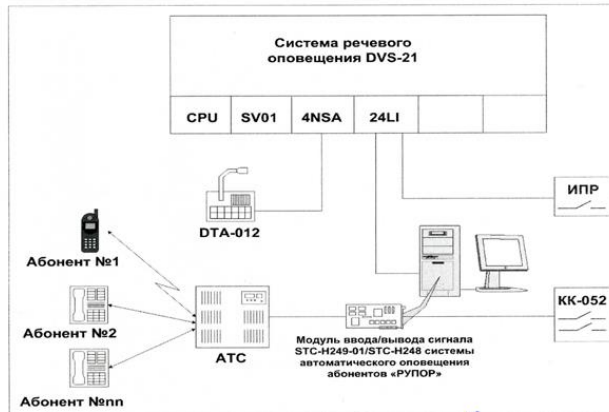 Система речевого
оповещения DVS-21
CPU SV01 4NSA 24LI
ИПР
DTA-012
Абонент №1
КК-052
Абонент №2
АТС
Модуль ввода/вывода сигнала
STC-H249-01/STC-H248 системы
автоматического оповещения
абонентов «РУПОР»
Абонент №nn